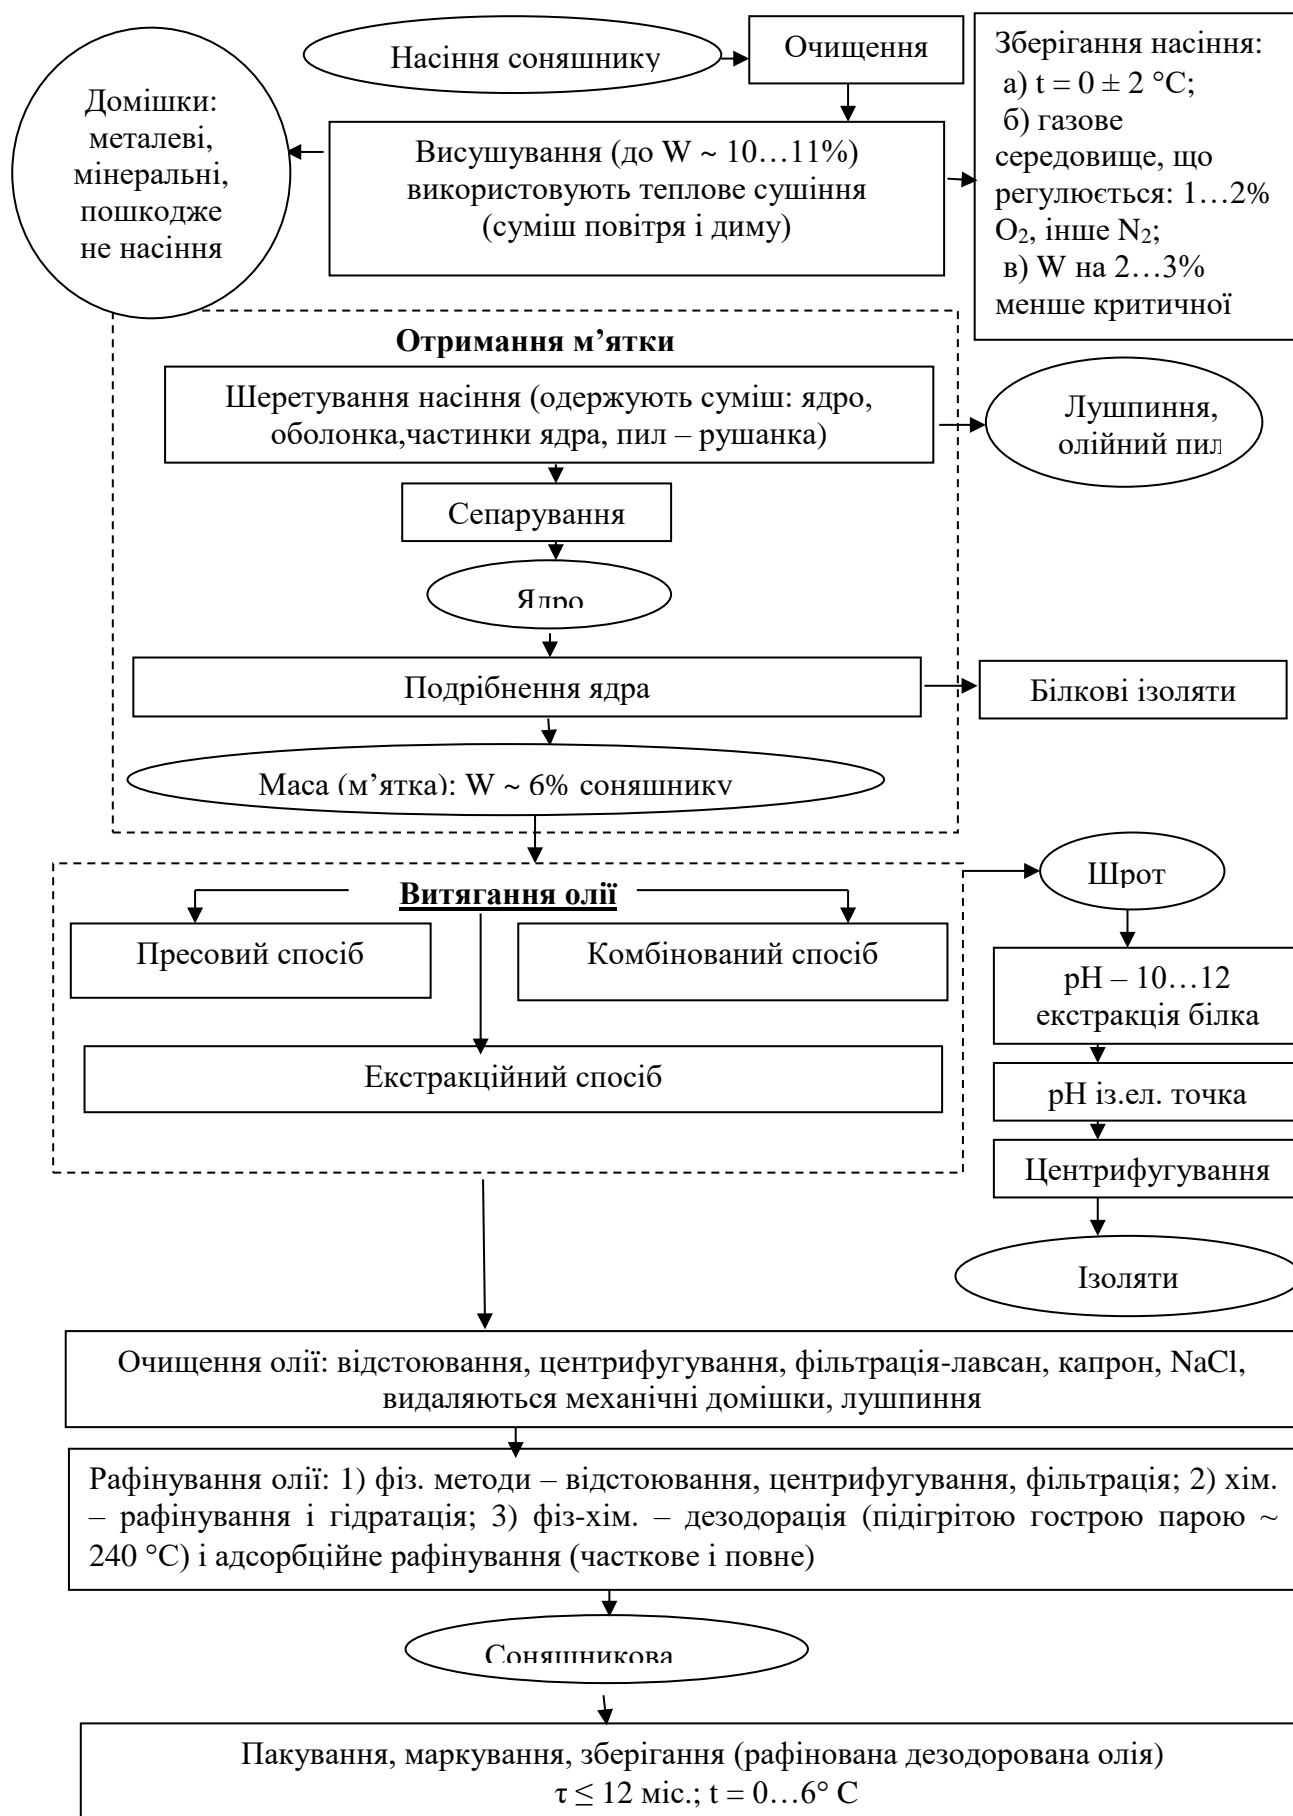 Насіння соняшнику
Очищення
Зберігання насіння:
а) t = 0 ± 2 °С;
б) газове
середовище, що
регулюється: 1…2%
O₂, інше N₂;
в) W на 2…3%
менше критичної
Домішки:
металеві,
мінеральні,
пошкодже
не насіння
Висушування (до W ~ 10…11%)
використовують теплове сушіння
(суміш повітря і диму)
Отримання м’ятки
Шеретування насіння (одержують суміш: ядро,
оболонка,частинки ядра, пил – рушанка)
Лушпиння,
олійний пил
Сепарування
Ядро
Подрібнення ядра
Білкові ізоляти
Маса (м’ятка): W ~ 6% соняшнику
Витягання олії
Шрот
Пресовий спосіб
Комбінований спосіб
Екстракційний спосіб
рН – 10…12
екстракція білка
рН із.ел. точка
Центрифугування
Ізоляти
Очищення олії: відстоювання, центрифугування, фільтрація-лавсан, капрон, NaCl,
видаляються механічні домішки, лушпиння
Рафінування олії: 1) фіз. методи – відстоювання, центрифугування, фільтрація; 2) хім.
– рафінування і гідратація; 3) фіз-хім. – дезодорація (підігрітою гострою парою ~
240 °С) і адсорбційне рафінування (часткове і повне)
Соняшникова
Пакування, маркування, зберігання (рафінована дезодорована олія)
τ ≤ 12 міс.; t = 0…6° С